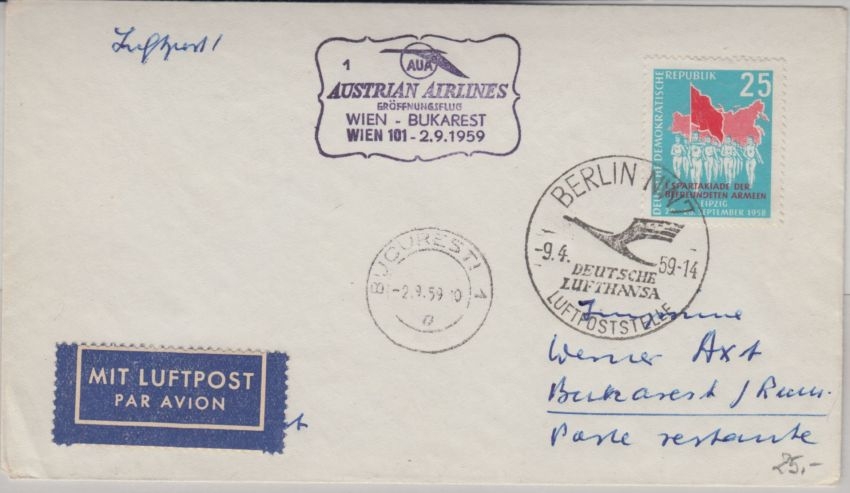 Luftpost!
1
AUA
AUSTRIAN AIRLINES
ERÖFFNUNGSFLUG
WIEN - BUKAREST
WIEN 101 - 2.9.1959
25
DEUTSCHE DEMOKRATISCHE
REPUBLIK
I. SPARTAKIADE DER
BEFREUNDETEN ARMEEN
LEIPZIG
SEPTEMBER 1958
BERLIN NW7
-9.4. 59-14
DEUTSCHE
LUFTHANSA
LUFTPOSTSTELLE
BUCURESTI 1
-2.9.59
a
MIT LUFTPOST
PAR AVION
Werner Axt
Bukarest / Rum.
Poste restante
25,-